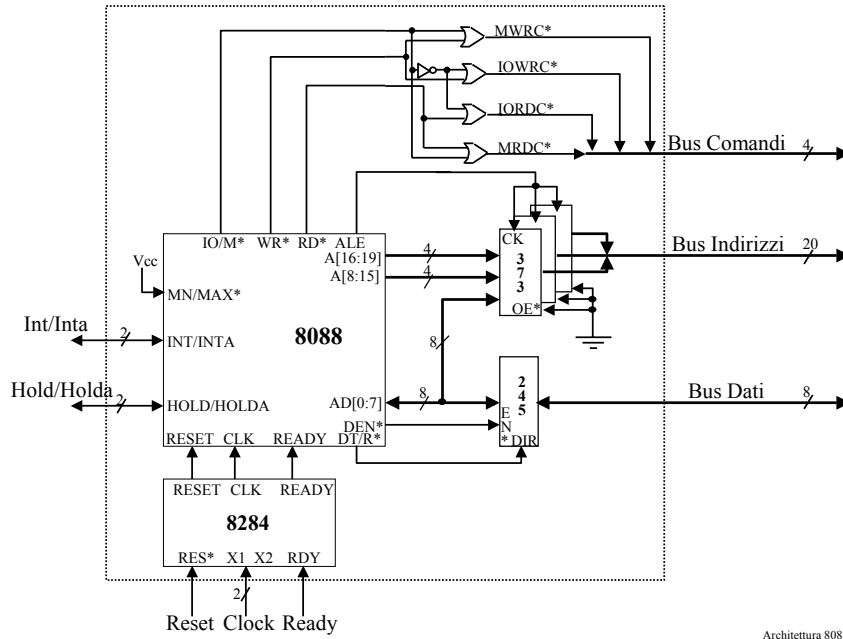 MWRC*
IOWRC*
IORDC*
MRDC*
Bus Comandi
4
IO/M* WR* RD* ALE
A[16:19]
4
A[8:15]
4
CK
3
7
3
OE*
Bus Indirizzi
20
Vcc
MN/MAX*
8088
Int/Inta
2
INT/INTA
8
Hold/Holda
2
HOLD/HOLDA
AD[0:7]
8
DEN*
DT/R*
2
4
5
E
N
*
DIR
Bus Dati
8
RESET CLK READY
RESET CLK READY
8284
RES* X1 X2 RDY
2
Reset Clock Ready
Architettura 808